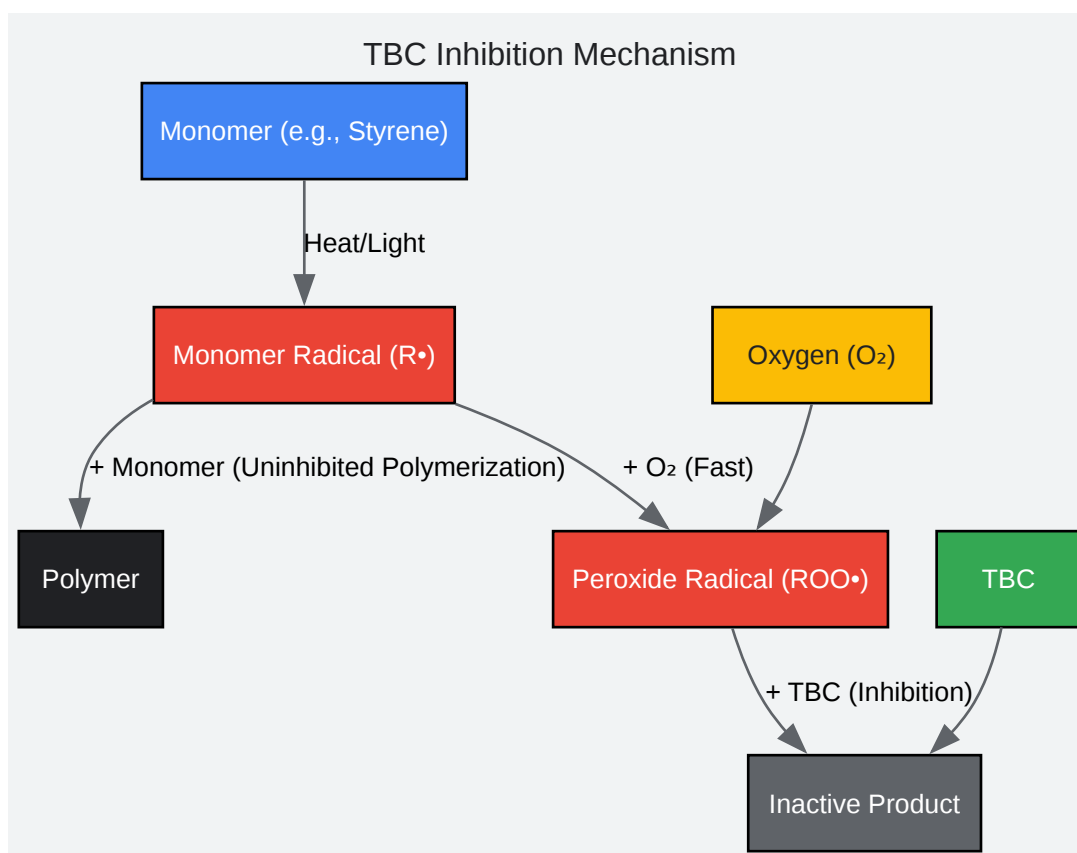 TBC Inhibition Mechanism
Monomer (e.g., Styrene)
Heat/Light
Monomer Radical (R•)
Oxygen (O₂)
+ Monomer (Uninhibited Polymerization)
+ O₂ (Fast)
Polymer
Peroxide Radical (ROO•)
TBC
+ TBC (Inhibition)
Inactive Product